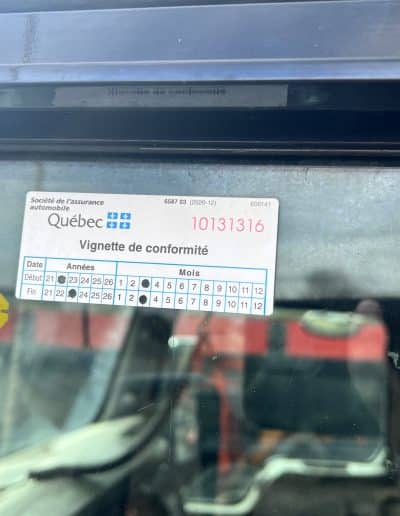 Société de l'assurance
automobile
6587 03 (2020-12)
Québec
10131316
Vignette de conformité
Date Années Mois
Début 21 23 24 25 26 1 2 4 5 6 7 8 9 10 11 12
Fin 21 22 24 25 26 1 2 4 5 6 7 8 9 10 11 12